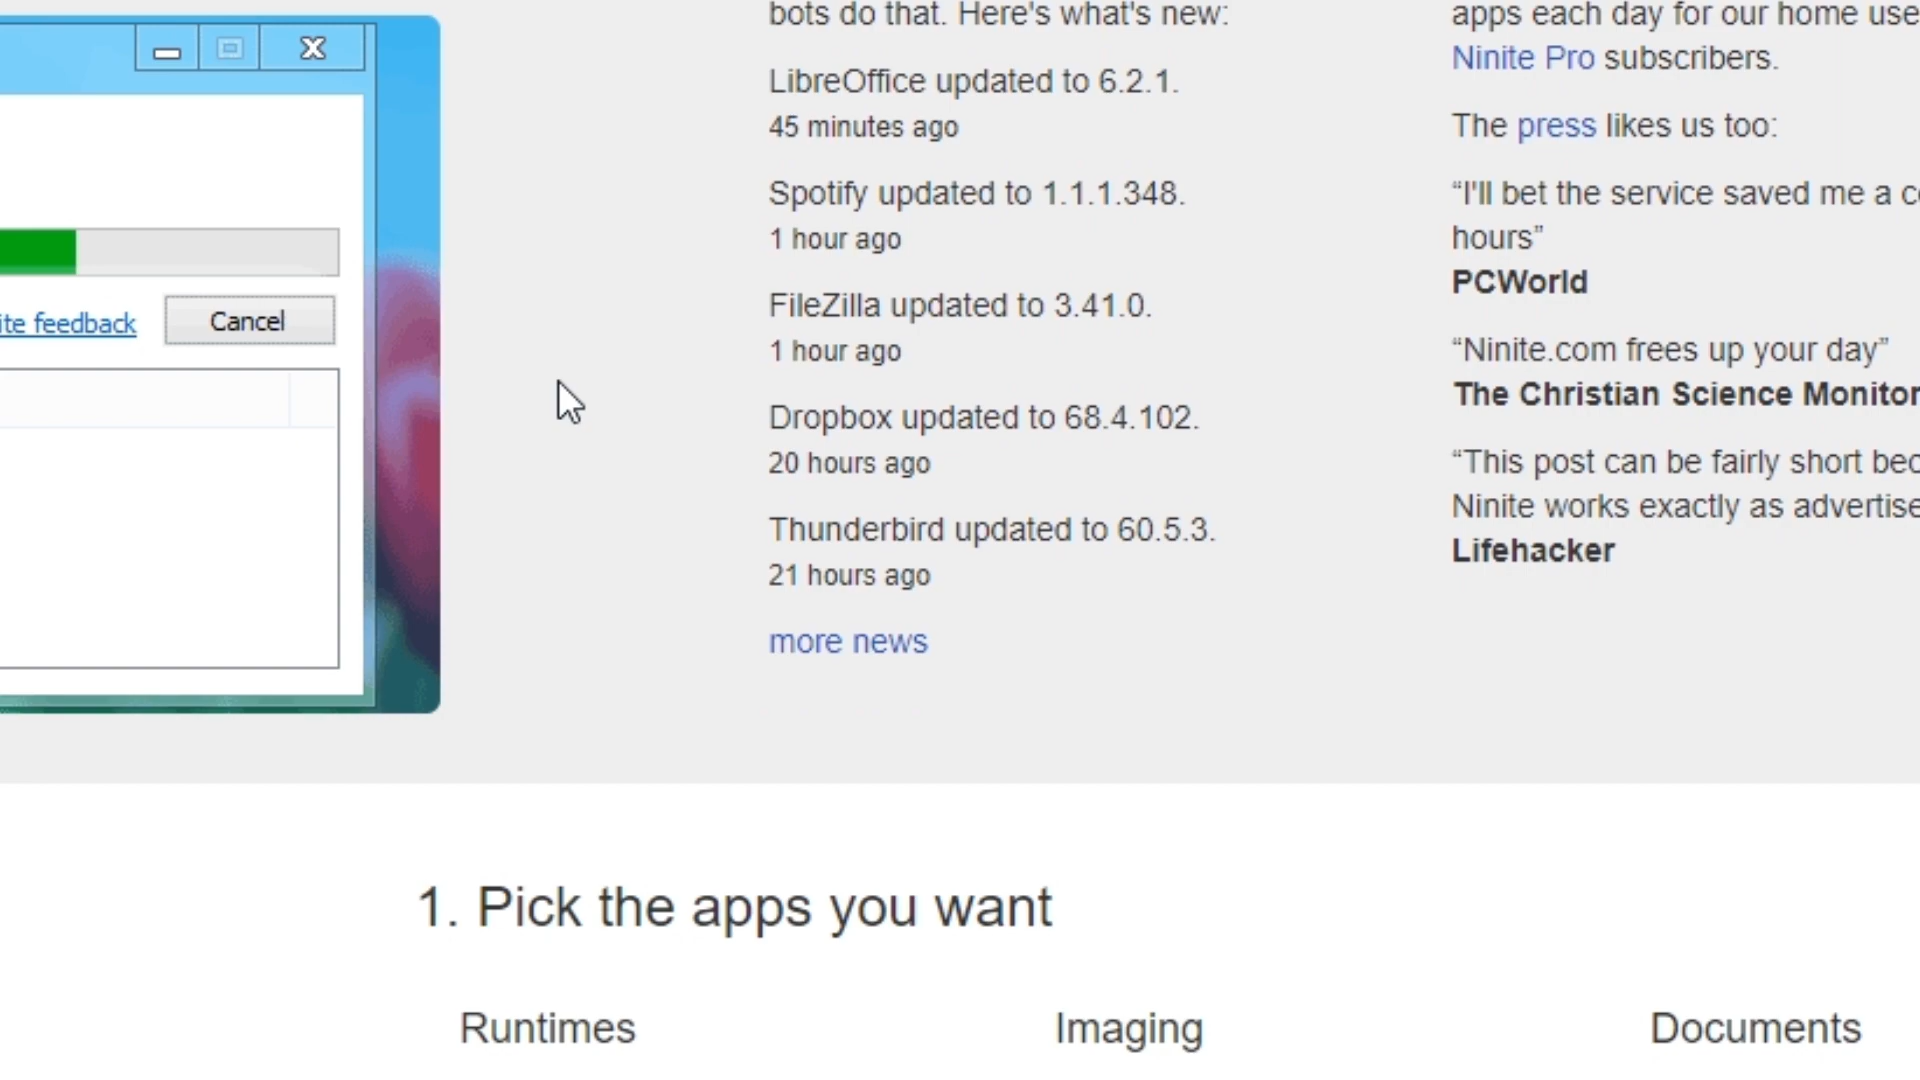 ite feedback
Cancel
bots do that. Here's what's new:
LibreOffice updated to 6.2.1.
45 minutes ago
Spotify updated to 1.1.1.348.
1 hour ago
FileZilla updated to 3.41.0.
1 hour ago
Dropbox updated to 68.4.102.
20 hours ago
Thunderbird updated to 60.5.3.
21 hours ago
more news
apps each day for our home use
Ninite Pro subscribers.
The press likes us too:
“I'll bet the service saved me a c
hours”
PCWorld
“Ninite.com frees up your day”
The Christian Science Monitor
“This post can be fairly short bec
Ninite works exactly as advertise
Lifehacker
1. Pick the apps you want
Runtimes
Imaging
Documents